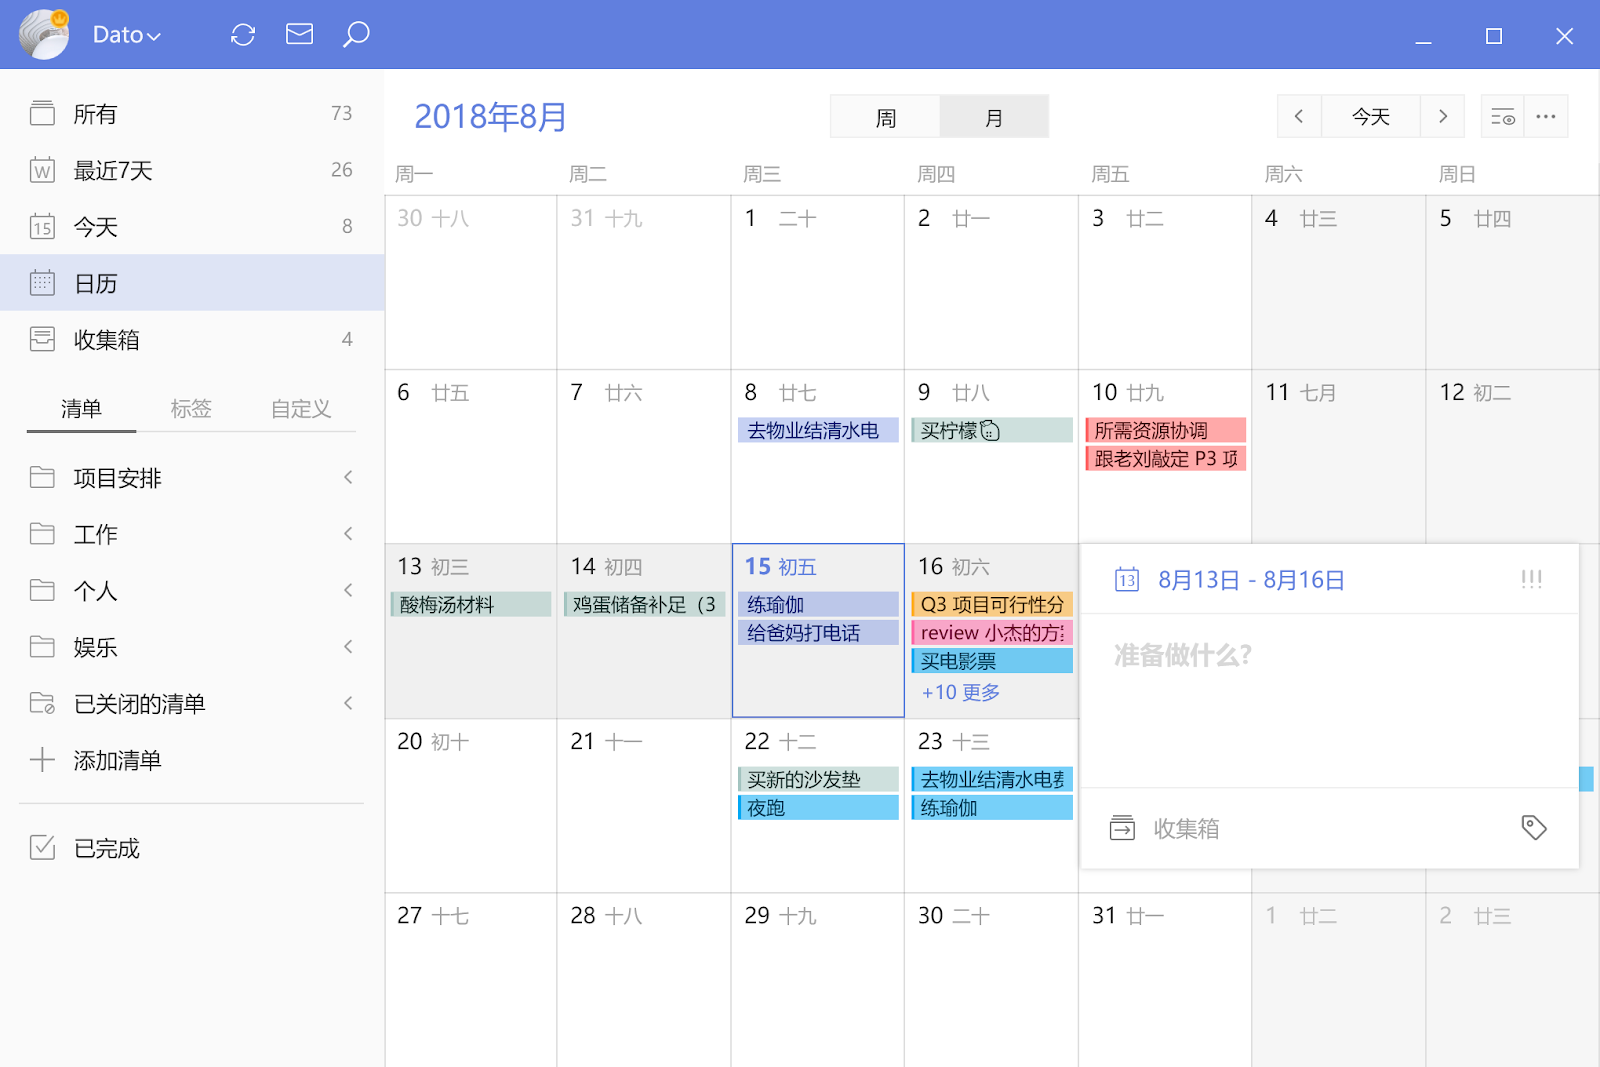 Dato
所有 73
W 最近7天 26
15 今天 8
日历
收集箱 4
清单 标签 自定义
项目安排
工作
个人
娱乐
已关闭的清单
添加清单
已完成
2018年8月 周 月 今天
周一 周二 周三 周四 周五 周六 周日
30 十八 31 十九 1 二十 2 廿一 3 廿二 4 廿三 5 廿四
6 廿五 7 廿六 8 廿七 9 廿八 10 廿九 11 七月 12 初二
去物业结清水电 买柠檬 所需资源协调
跟老刘敲定 P3 项
13 初三 14 初四 15 初五 16 初六
酸梅汤材料 鸡蛋储备补足（3 练瑜伽 Q3 项目可行性分
给爸妈打电话 review 小杰的方案
买电影票
+10 更多
13 8月13日 - 8月16日 !!!
准备做什么?
收集箱
20 初十 21 十一 22 十二 23 十三
买新的沙发垫 去物业结清水电费
夜跑 练瑜伽
27 十七 28 十八 29 十九 30 二十 31 廿一 1 廿二 2 廿三